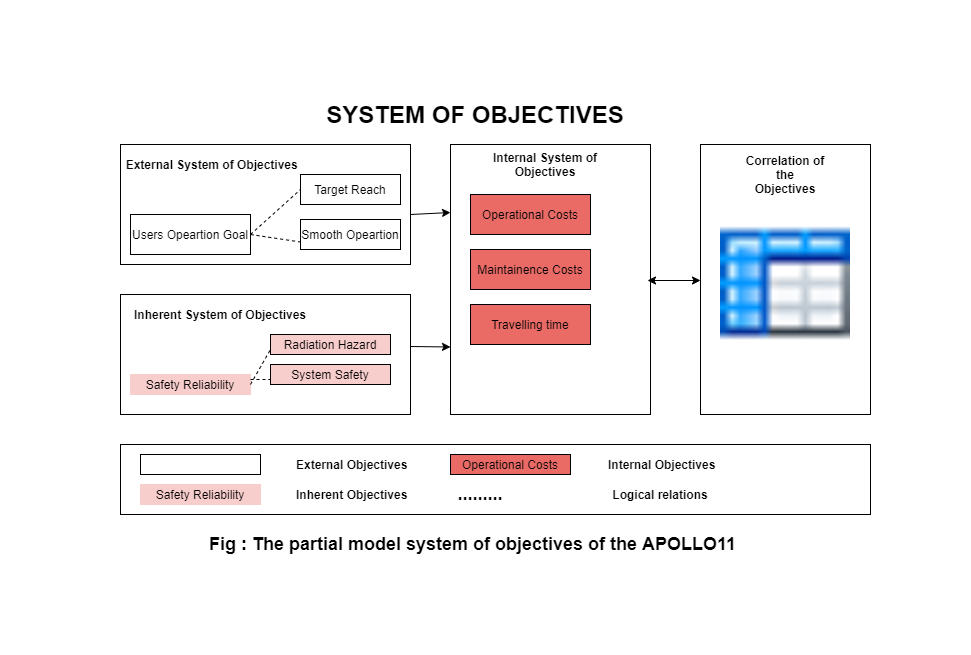 SYSTEM OF OBJECTIVES
External System of Objectives
Target Reach
Users Opeartion Goal
Smooth Opeartion
Inherent System of Objectives
Radiation Hazard
System Safety
Safety Reliability
Internal System of
Objectives
Operational Costs
Maintainence Costs
Travelling time
Correlation of
the
Objectives
External Objectives
Operational Costs
Internal Objectives
Safety Reliability
Inherent Objectives
.........
Logical relations
Fig : The partial model system of objectives of the APOLLO11